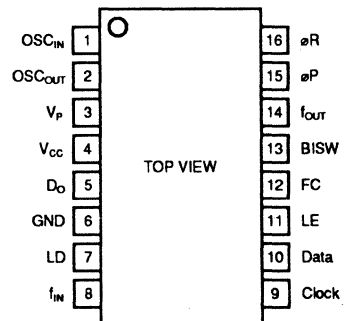 OSCIN 1 16 øR
OSCOUT 2 15 øP
VP 3 14 fOUT
VCC 4 13 BISW
TOP VIEW
DO 5 12 FC
GND 6 11 LE
LD 7 10 Data
fIN 8 9 Clock